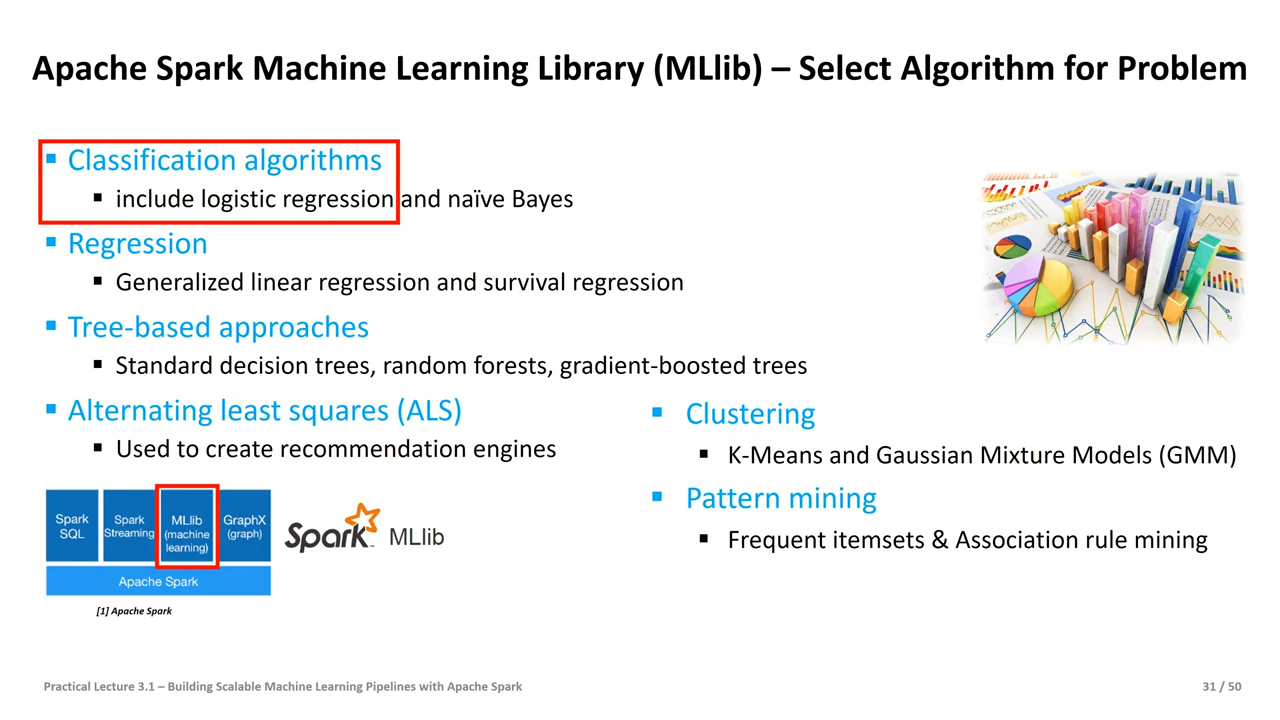 Apache Spark Machine Learning Library (MLlib) – Select Algorithm for Problem
Classification algorithms
include logistic regression and naïve Bayes
Regression
Generalized linear regression and survival regression
Tree-based approaches
Standard decision trees, random forests, gradient-boosted trees
Alternating least squares (ALS)
Used to create recommendation engines
Clustering
K-Means and Gaussian Mixture Models (GMM)
Pattern mining
Frequent itemsets & Association rule mining
Spark
SQL
Spark
Streaming
MLlib
(machine
learning)
GraphX
(graph)
Apache Spark
Spark MLlib
[1] Apache Spark
Practical Lecture 3.1 – Building Scalable Machine Learning Pipelines with Apache Spark
31 / 50